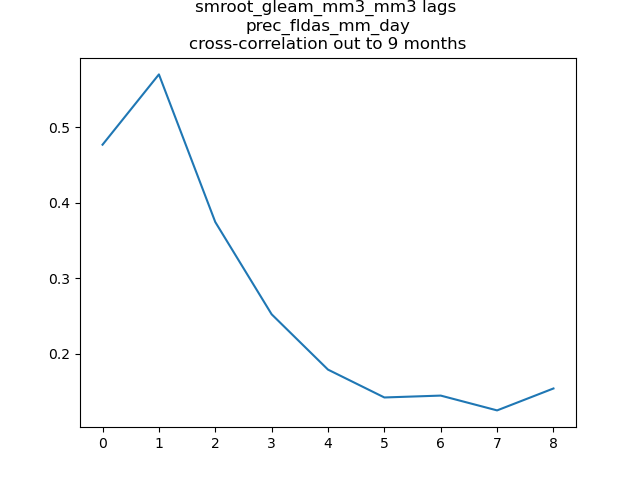 smroot_gleam_mm3_mm3 lags
prec_fldas_mm_day
cross-correlation out to 9 months
0.5
0.4
0.3
0.2
0 1 2 3 4 5 6 7 8